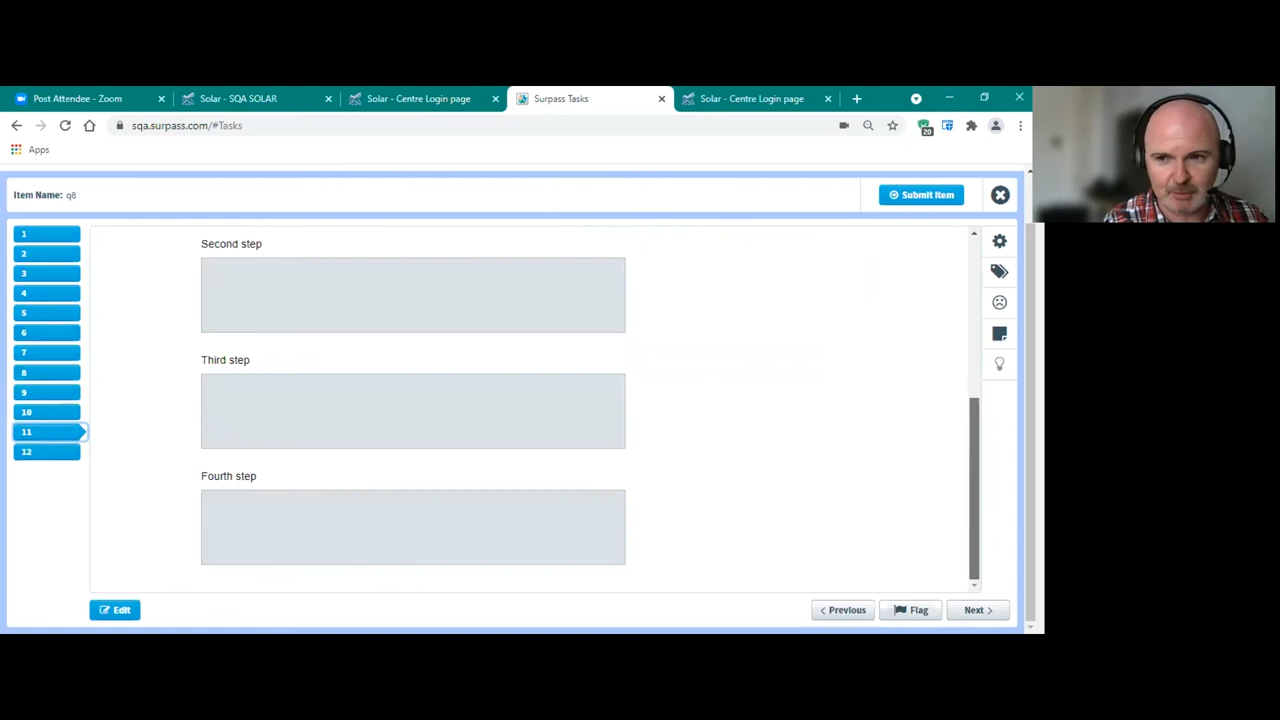 Post Attendee - Zoom
Solar - SQA SOLAR
Solar - Centre Login page
Surpass Tasks
Solar - Centre Login page
sqa.surpass.com/#Tasks
20
Apps
Item Name: q8
Submit Item
1
2
3
4
5
6
7
8
9
10
11
12
Second step
Third step
Fourth step
Edit
Previous
Flag
Next